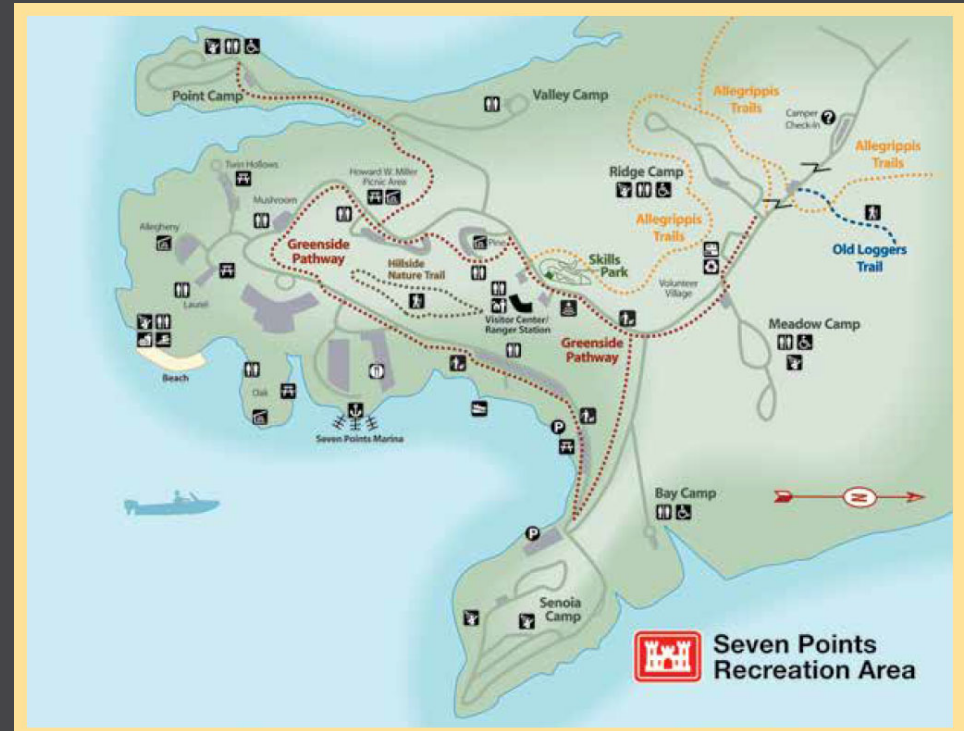 Point Camp
Valley Camp
Allegrippis
Trails
Camper
Check-In
?
Allegrippis
Trails
Twin Hollows
Howard W. Miller
Picnic Area
Ridge Camp
Mushroom
Allegheny
Greenside
Pathway
Hillside
Nature Trail
Pine
Allegrippis
Trails
Old Loggers
Trail
Skills
Park
Laurel
Visitor Center/
Ranger Station
Volunteer
Village
Greenside
Pathway
Meadow Camp
Beach
Oak
Seven Points Marina
P
Bay Camp
N
P
Senoia
Camp
Seven Points
Recreation Area